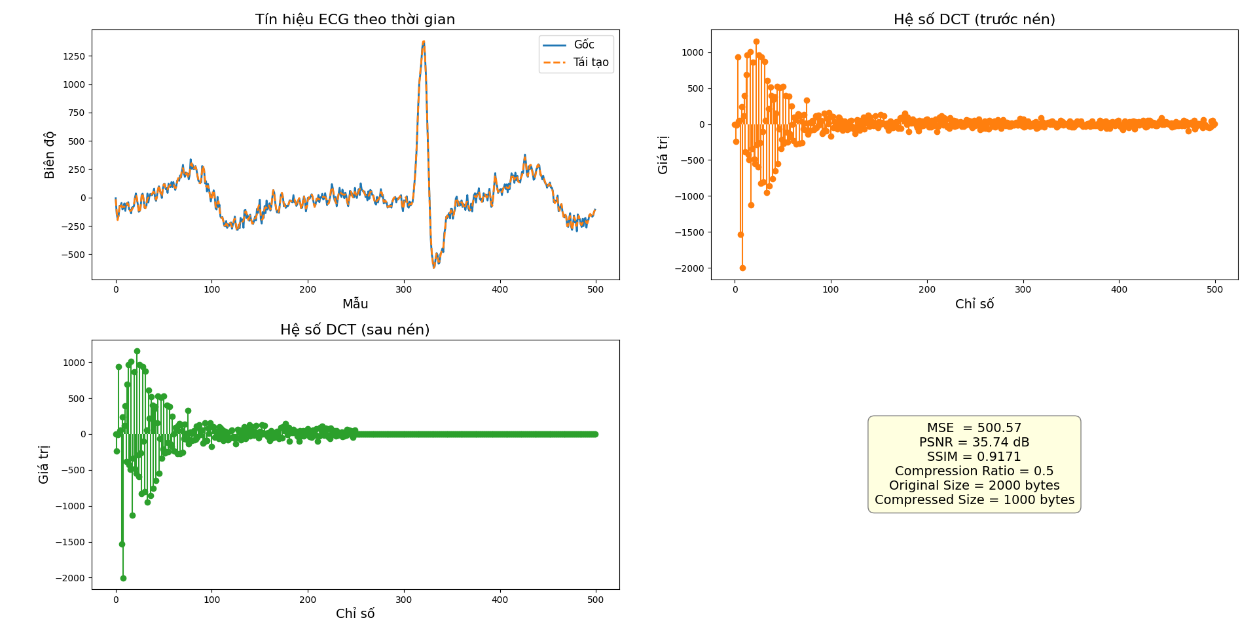 Tín hiệu ECG theo thời gian
1250
1000
750
500
250
0
−250
−500
Biên độ
Gốc
Tái tạo
0 100 200 300 400 500
Mẫu
Hệ số DCT (trước nén)
1000
500
0
−500
−1000
−1500
−2000
Giá trị
0 100 200 300 400 500
Chỉ số
Hệ số DCT (sau nén)
1000
500
0
−500
−1000
−1500
−2000
Giá trị
0 100 200 300 400 500
Chỉ số
MSE = 500.57
PSNR = 35.74 dB
SSIM = 0.9171
Compression Ratio = 0.5
Original Size = 2000 bytes
Compressed Size = 1000 bytes